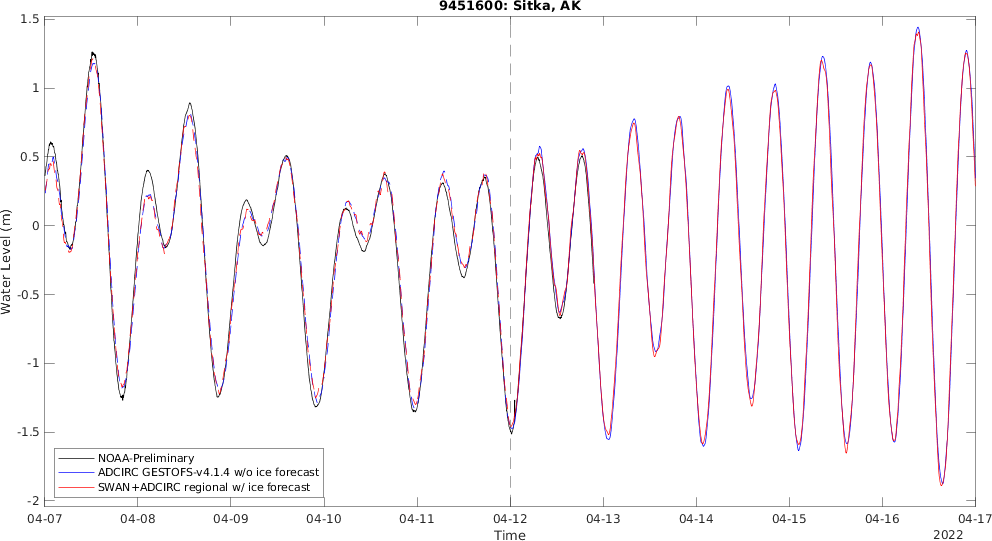 9451600: Sitka, AK
1.5
1
0.5
0
-0.5
-1
-1.5
-2
Water Level (m)
NOAA-Preliminary
ADCIRC GESTOFS-v4.1.4 w/o ice forecast
SWAN+ADCIRC regional w/ ice forecast
04-07 04-08 04-09 04-10 04-11 04-12 04-13 04-14 04-15 04-16 04-17
Time
2022